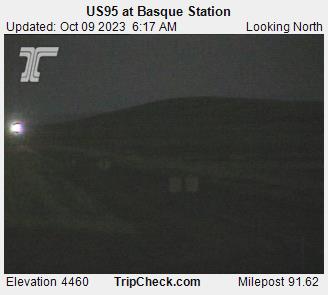 US95 at Basque Station
Updated: Oct 09 2023 6:17 AM Looking North
Elevation 4460 TripCheck.com Milepost 91.62